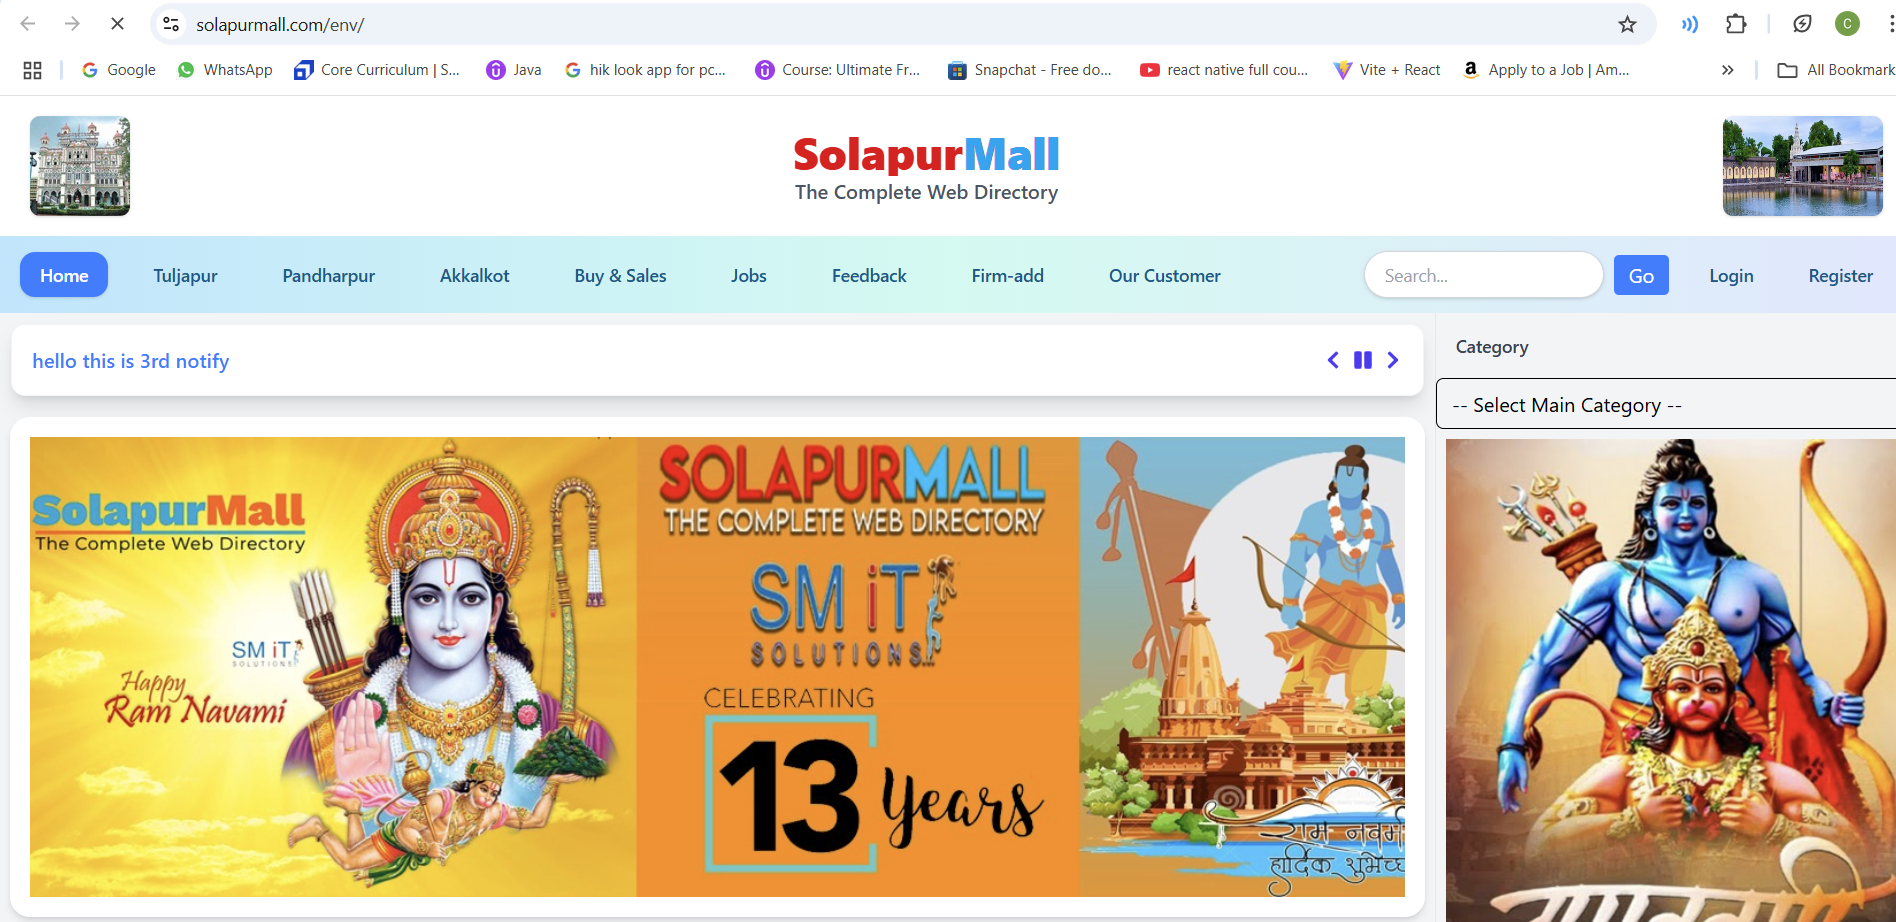 solapurmall.com/env/
C
Google
WhatsApp
Core Curriculum | S...
Java
hik look app for pc...
Course: Ultimate Fr...
Snapchat - Free do...
react native full cou...
Vite + React
Apply to a Job | Am...
All Bookmark
SolapurMall
The Complete Web Directory
Home
Tuljapur
Pandharpur
Akkalkot
Buy & Sales
Jobs
Feedback
Firm-add
Our Customer
Search...
Go
Login
Register
hello this is 3rd notify
Category
-- Select Main Category --
SolapurMall
The Complete Web Directory
SM iT
SOLUTIONS
Happy
Ram Navami
SOLAPURMALL
THE COMPLETE WEB DIRECTORY
SM iT
SOLUTIONS...
CELEBRATING
13 Years
राम नवमी
हार्दिक शुभेच्छ